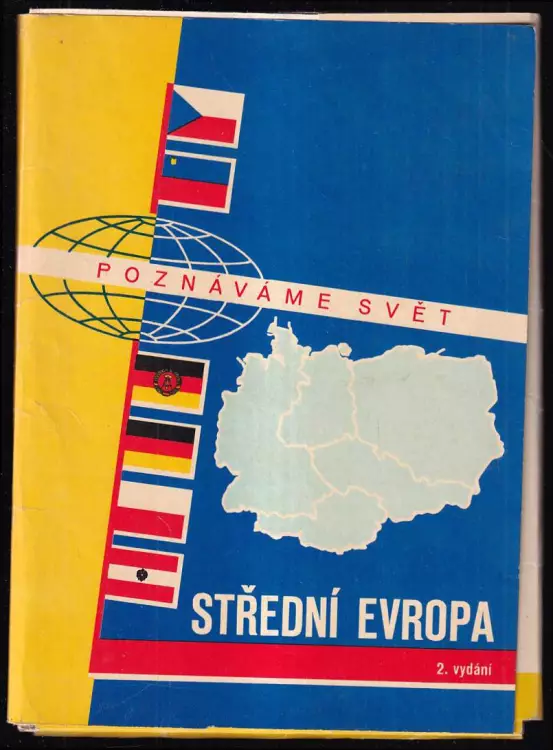 POZNÁVÁME SVĚT
STŘEDNÍ EVROPA
2. vydání